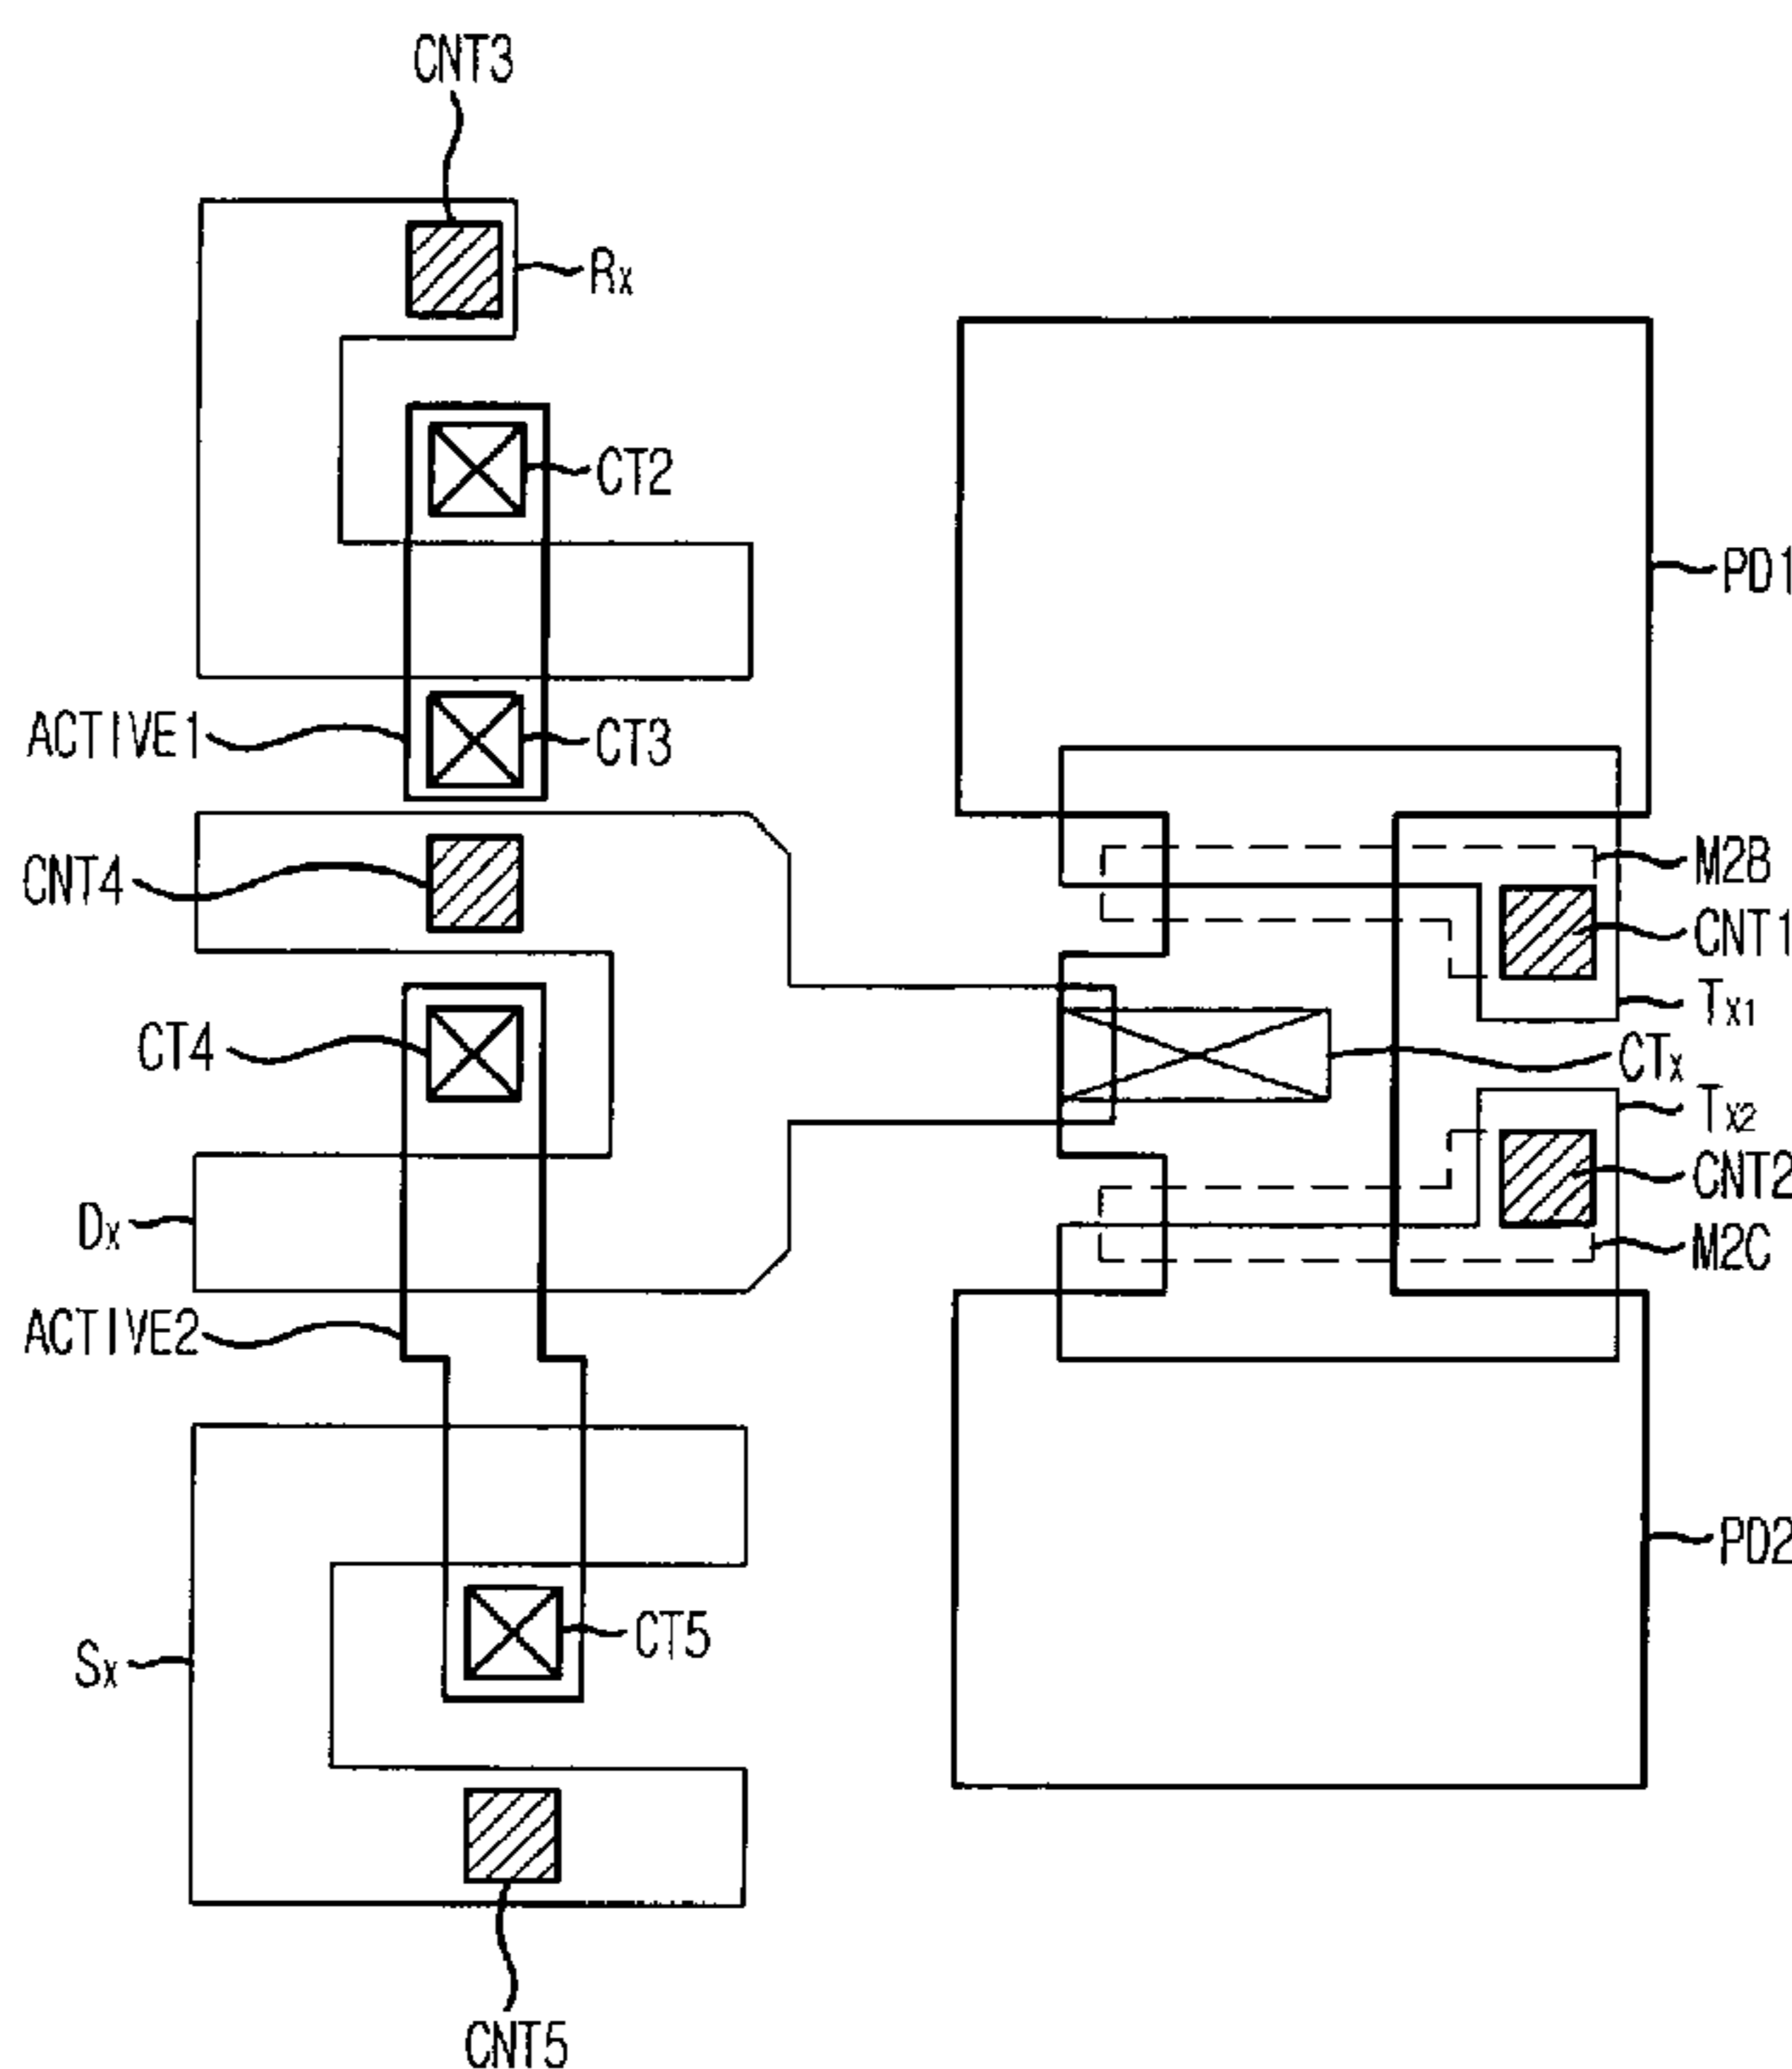 CNT3
Rx
CT2
PD1
ACTIVE1
CT3
M2B
CNT4
CNT1
Tx1
CT4
CTx
Tx2
CNT2
Dx
M2C
ACTIVE2
PD2
CT5
Sx
CNT5